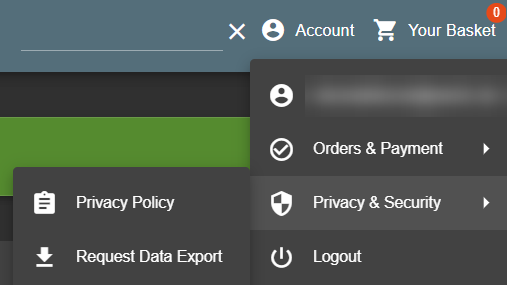 0
Account
Your Basket
Orders & Payment
Privacy & Security
Privacy Policy
Request Data Export
Logout